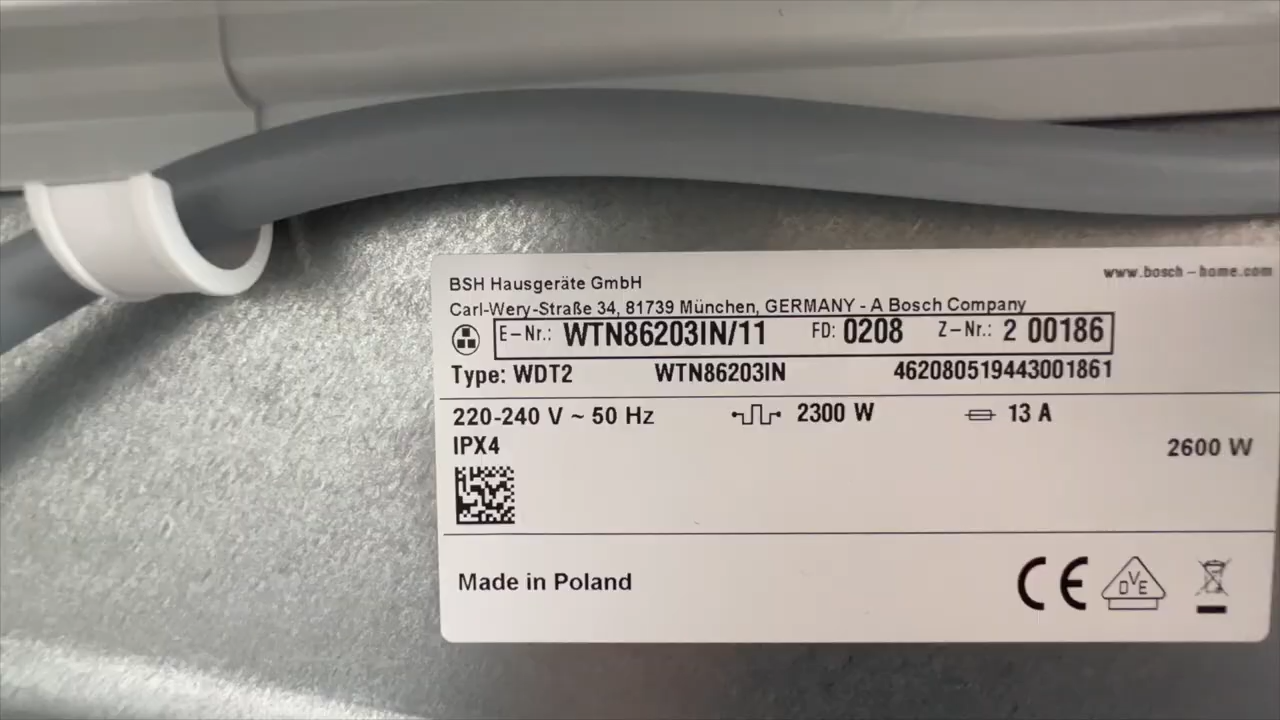 www.bosch-home.com
BSH Hausgeräte GmbH
Carl-Wery-Straße 34, 81739 München, GERMANY - A Bosch Company
E-Nr.: WTN86203IN/11 FD: 0208 Z-Nr.: 2 00186
Type: WDT2 WTN86203IN 462080519443001861
220-240 V ~ 50 Hz 2300 W 13 A
IPX4
2600 W
Made in Poland
CE
DVE